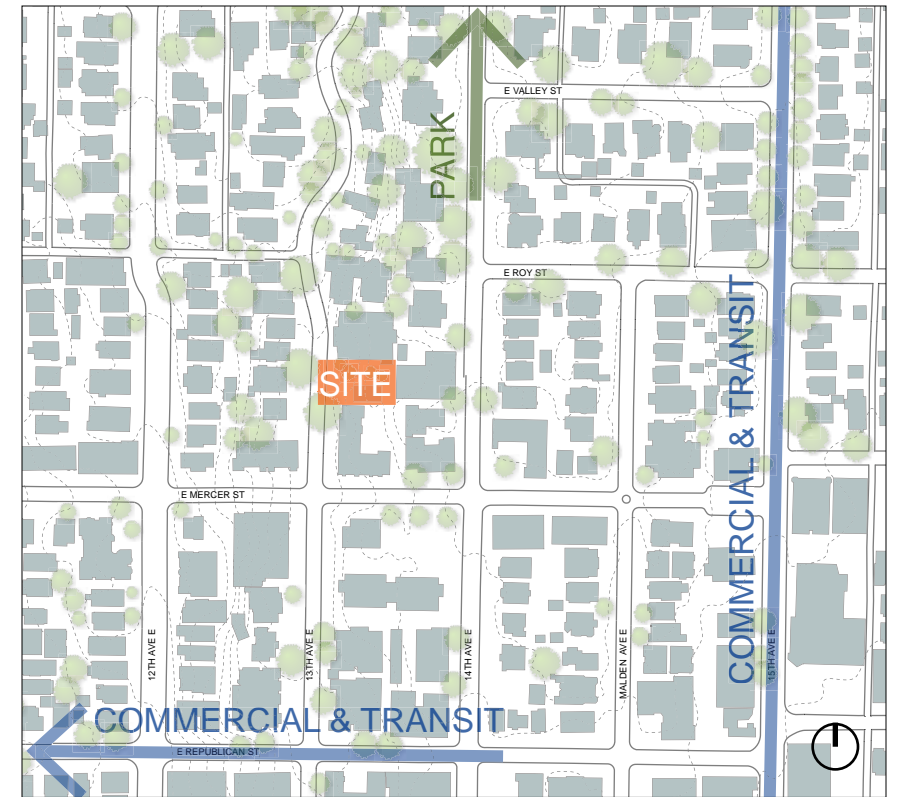 E VALLEY ST
PARK
E ROY ST
COMMERCIAL & TRANSIT
SITE
E MERCER ST
12TH AVE E
13TH AVE E
14TH AVE E
MALDEN AVE E
15TH AVE E
COMMERCIAL & TRANSIT
E REPUBLICAN ST